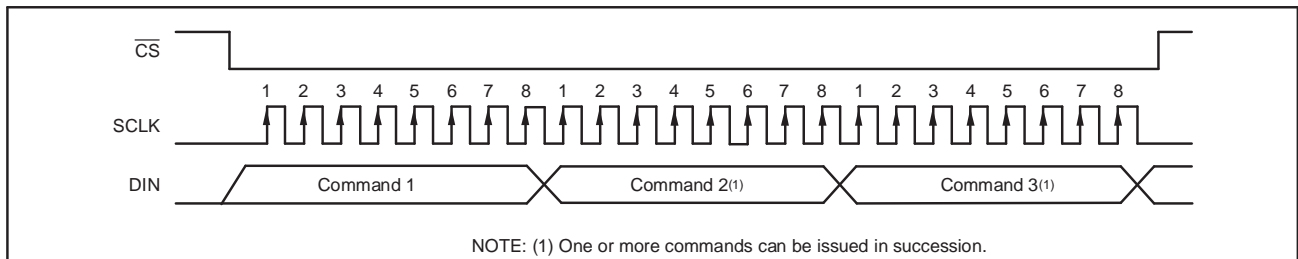 CS
1 2 3 4 5 6 7 8 1 2 3 4 5 6 7 8 1 2 3 4 5 6 7 8
SCLK
DIN Command 1 Command 2(1) Command 3(1)
NOTE: (1) One or more commands can be issued in succession.